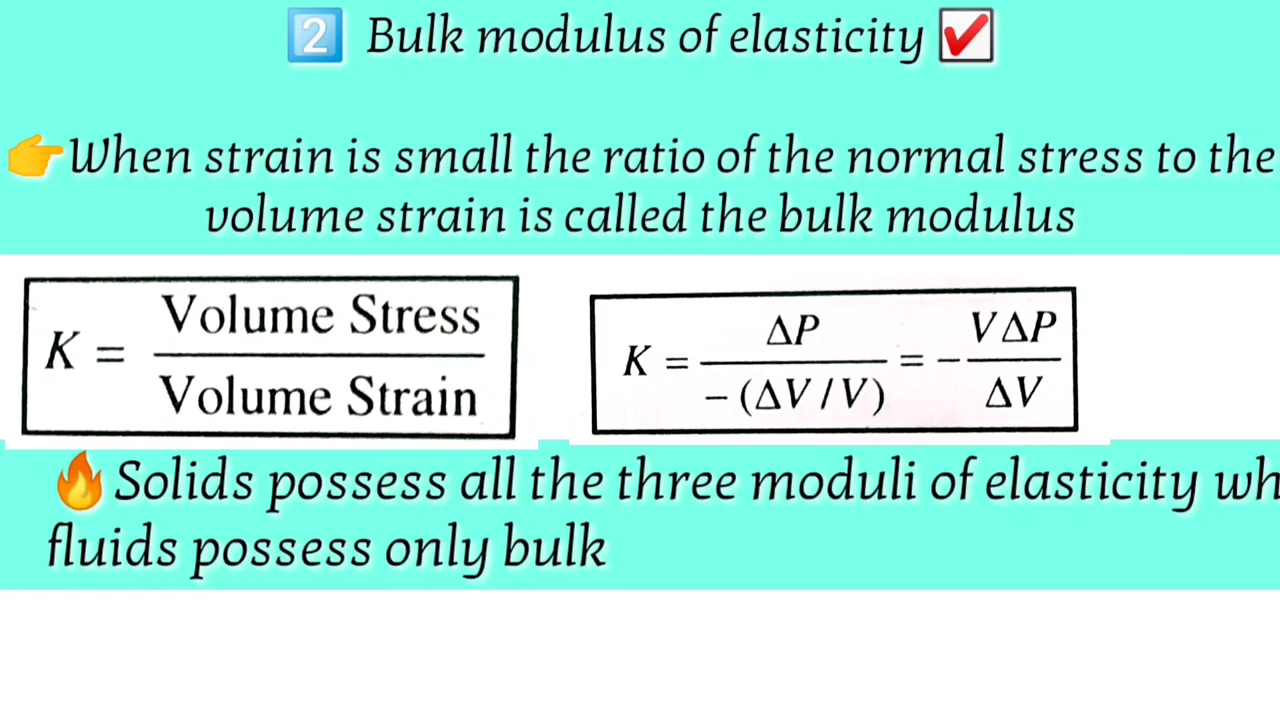 2 Bulk modulus of elasticity
When strain is small the ratio of the normal stress to the
volume strain is called the bulk modulus
K = Volume Stress / Volume Strain
K = ΔP / −(ΔV / V) = − VΔP / ΔV
Solids possess all the three moduli of elasticity wh
fluids possess only bulk